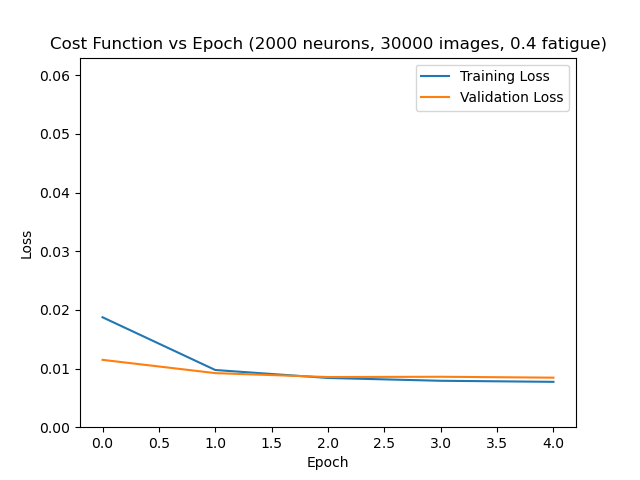 Cost Function vs Epoch (2000 neurons, 30000 images, 0.4 fatigue)
Training Loss
Validation Loss
0.06
0.05
0.04
0.03
0.02
0.01
0.00
Loss
0.0 0.5 1.0 1.5 2.0 2.5 3.0 3.5 4.0
Epoch